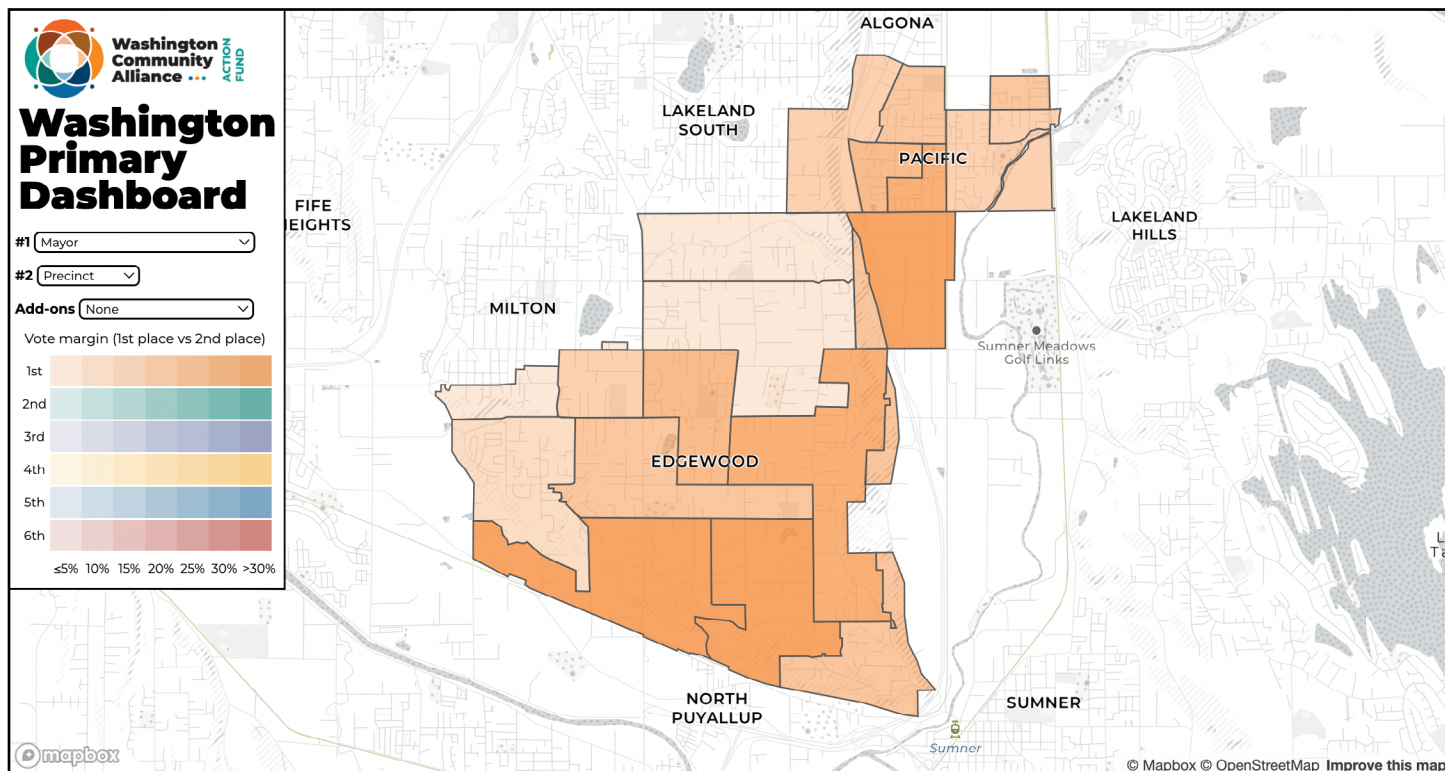 Washington
Community
Alliance
ACTION
FUND
Washington
Primary
Dashboard
#1 Mayor
#2 Precinct
Add-ons None
Vote margin (1st place vs 2nd place)
1st
2nd
3rd
4th
5th
6th
≤5% 10% 15% 20% 25% 30% >30%
ALGONA
LAKELAND
SOUTH
PACIFIC
FIFE
HEIGHTS
LAKELAND
HILLS
MILTON
Sumner Meadows
Golf Links
EDGEWOOD
NORTH
PUYALLUP
SUMNER
Sumner
mapbox
© Mapbox © OpenStreetMap Improve this map